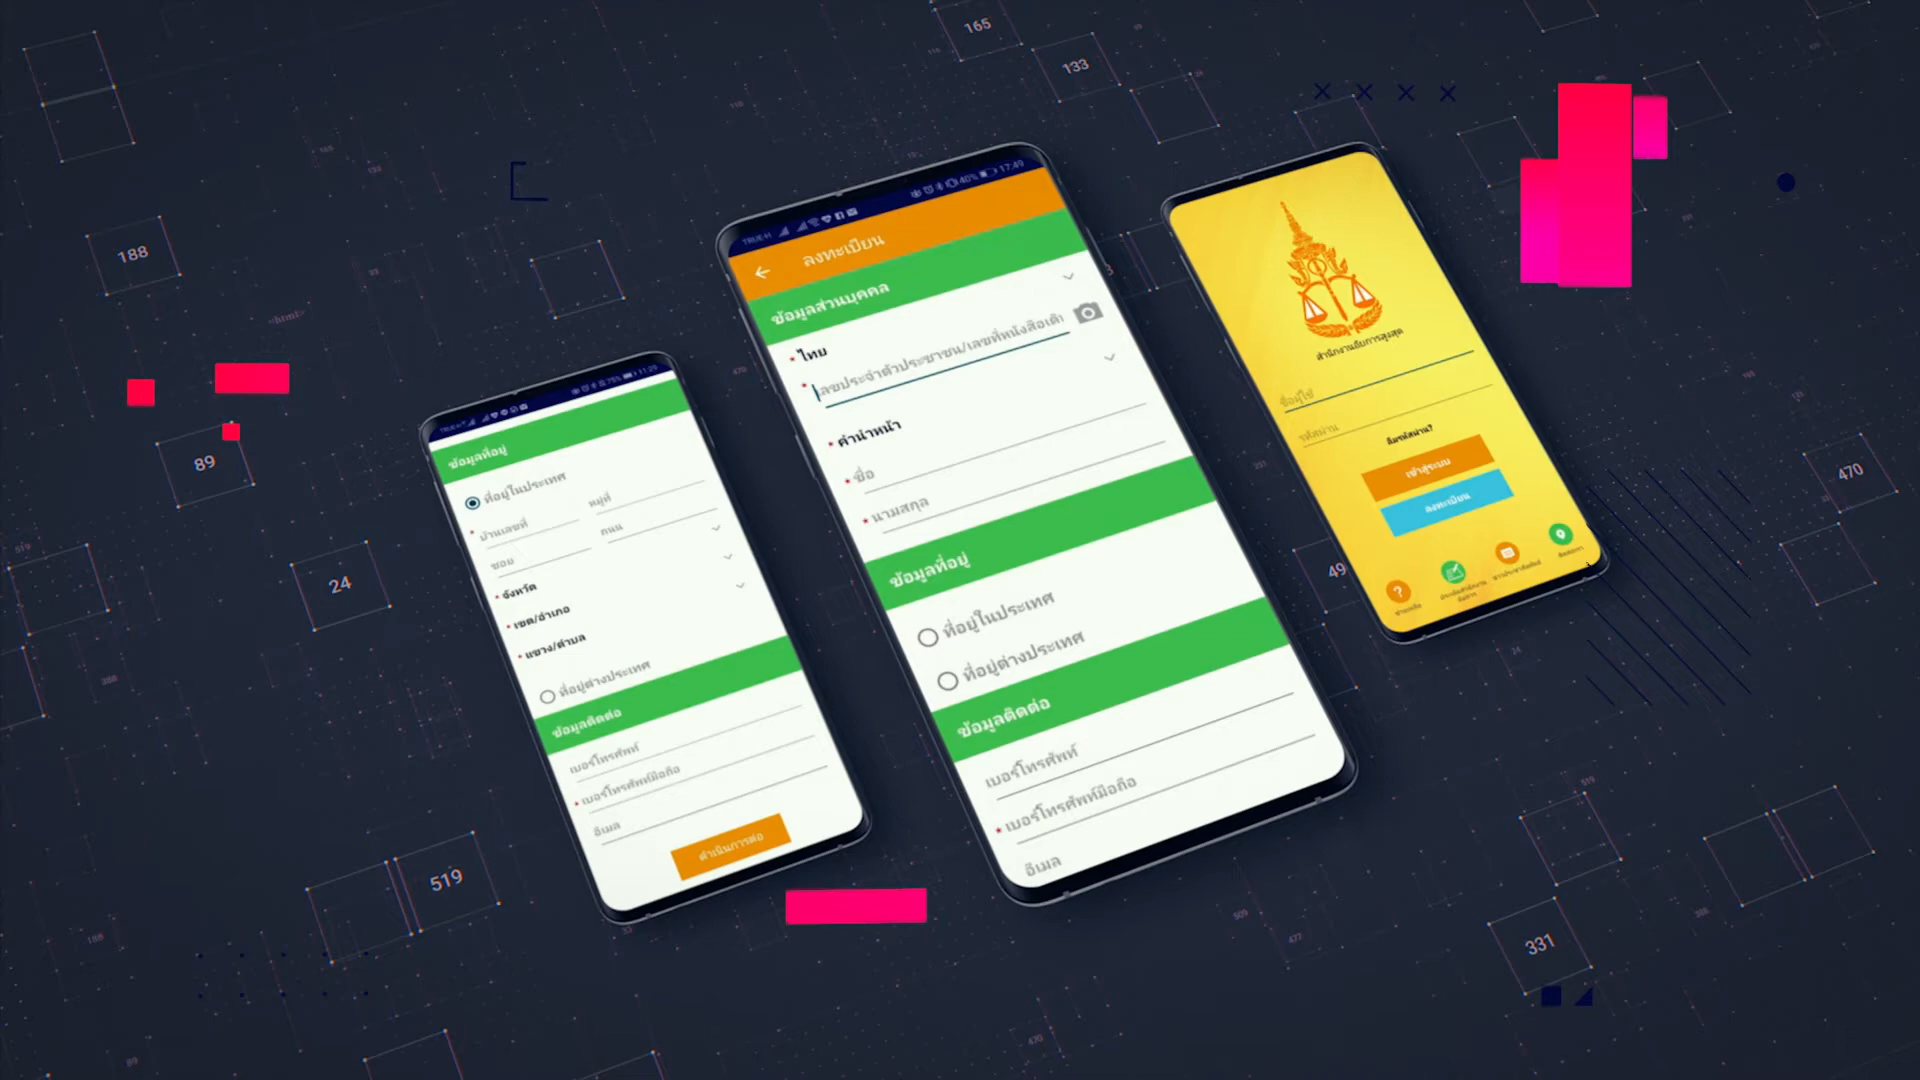 165
133
188
89
24
519
49
470
331
<html>
TRUE-H 11:29
75%
ข้อมูลที่อยู่
ที่อยู่ในประเทศ
* บ้านเลขที่ หมู่ที่
ซอย ถนน
* จังหวัด
* เขต/อำเภอ
* แขวง/ตำบล
ที่อยู่ต่างประเทศ
ข้อมูลติดต่อ
เบอร์โทรศัพท์
* เบอร์โทรศัพท์มือถือ
อีเมล
ดำเนินการต่อ
TRUE-H 40% 17:49
ลงทะเบียน
ข้อมูลส่วนบุคคล
* ไทย
* เลขประจำตัวประชาชน/เลขที่หนังสือเดิ
* คำนำหน้า
* ชื่อ
* นามสกุล
ข้อมูลที่อยู่
ที่อยู่ในประเทศ
ที่อยู่ต่างประเทศ
ข้อมูลติดต่อ
เบอร์โทรศัพท์
* เบอร์โทรศัพท์มือถือ
อีเมล
สำนักงานอัยการสูงสุด
ชื่อผู้ใช้
รหัสผ่าน
ลืมรหัสผ่าน?
เข้าสู่ระบบ
ลงทะเบียน